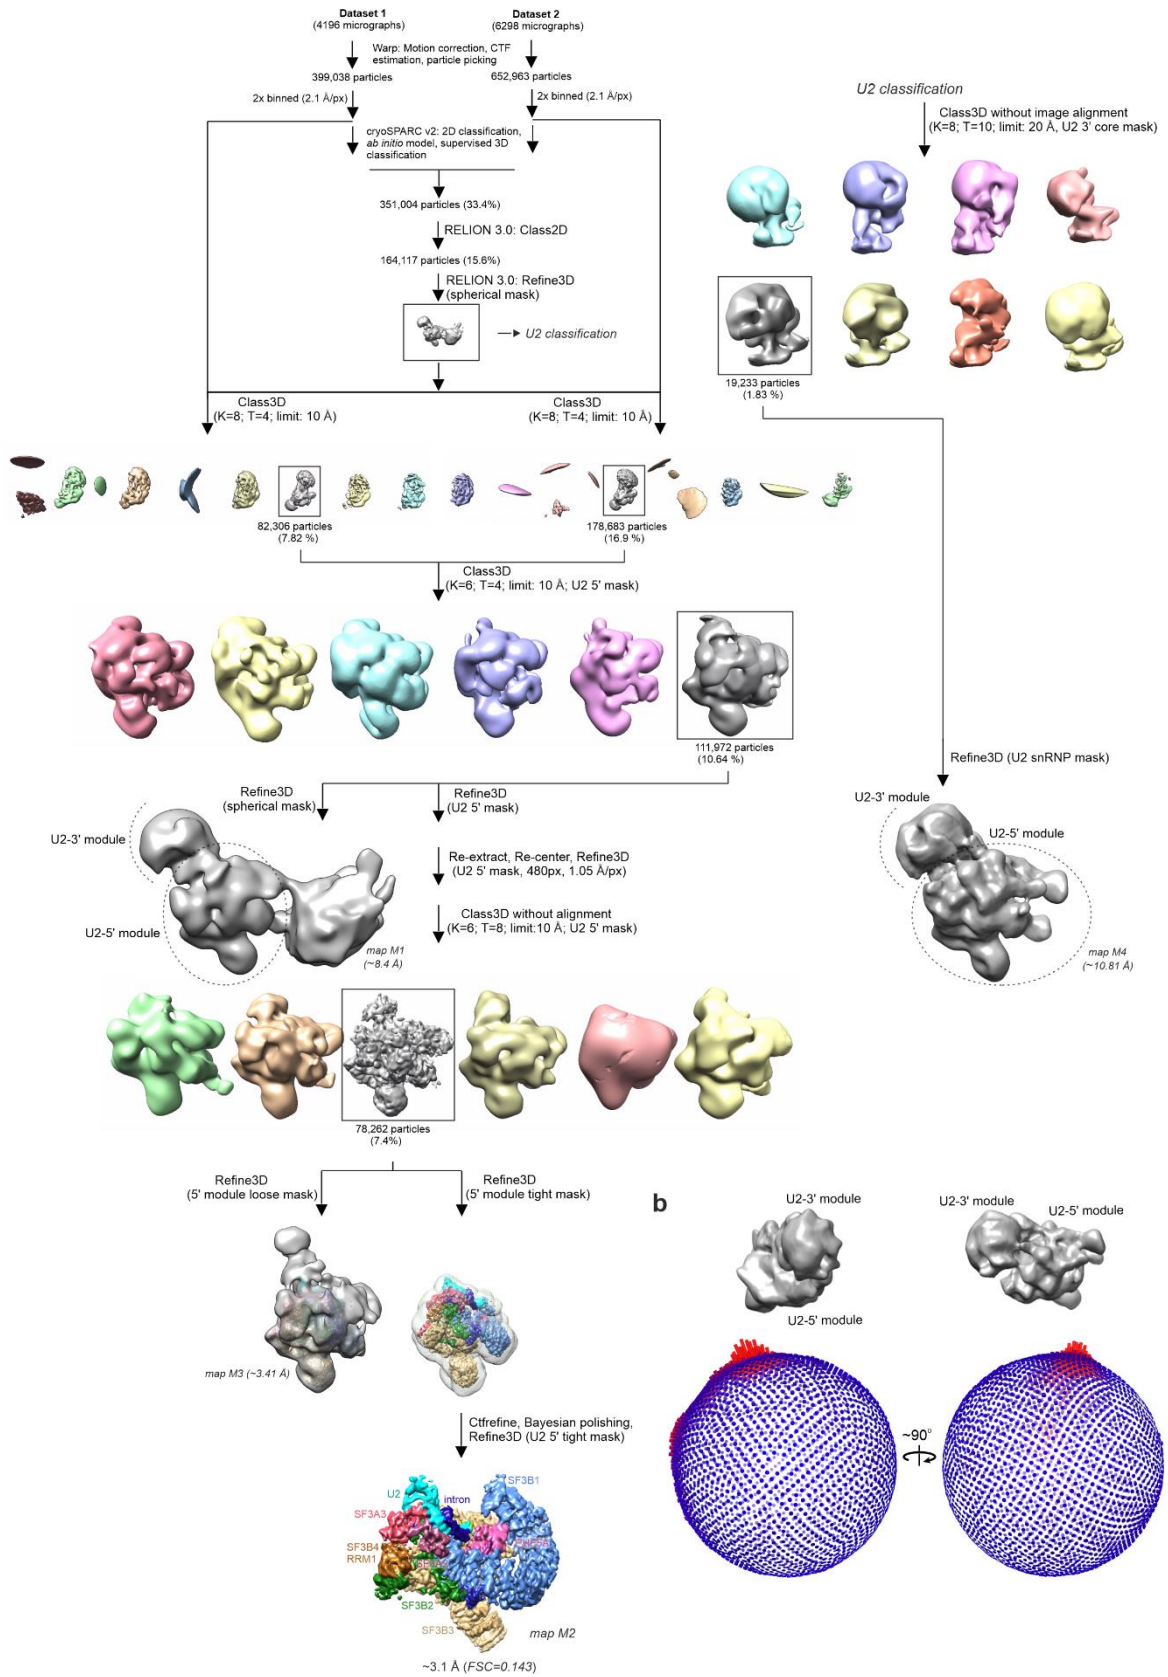 Dataset 1
(4196 micrographs)
Dataset 2
(6298 micrographs)
Warp: Motion correction, CTF
estimation, particle picking
399,038 particles
652,963 particles
2x binned (2.1 Å/px)
2x binned (2.1 Å/px)
cryoSPARC v2: 2D classification,
ab initio model, supervised 3D
classification
351,004 particles (33.4%)
RELION 3.0: Class2D
164,117 particles (15.6%)
RELION 3.0: Refine3D
(spherical mask)
U2 classification
Class3D
(K=8; T=4; limit: 10 Å)
Class3D
(K=8; T=4; limit: 10 Å)
82,306 particles
(7.82 %)
178,683 particles
(16.9 %)
Class3D
(K=6; T=4; limit: 10 Å; U2 5' mask)
111,972 particles
(10.64 %)
Refine3D
(spherical mask)
Refine3D
(U2 5' mask)
U2-3' module
U2-5' module
map M1
(~8.4 Å)
Re-extract, Re-center, Refine3D
(U2 5' mask, 480px, 1.05 Å/px)
Class3D without alignment
(K=6; T=8; limit:10 Å; U2 5' mask)
78,262 particles
(7.4%)
Refine3D
(5' module loose mask)
Refine3D
(5' module tight mask)
map M3 (~3.41 Å)
Ctfrefine, Bayesian polishing,
Refine3D (U2 5' tight mask)
U2
intron
SF3B1
SF3A3
SF3B4
RRM1
SF3B2
SF3B3
map M2
~3.1 Å (FSC=0.143)
U2 classification
Class3D without image alignment
(K=8; T=10; limit: 20 Å, U2 3' core mask)
19,233 particles
(1.83 %)
Refine3D (U2 snRNP mask)
U2-3' module
U2-5' module
map M4
(~10.81 Å)
b
U2-3' module
U2-5' module
U2-3' module
U2-5' module
~90°